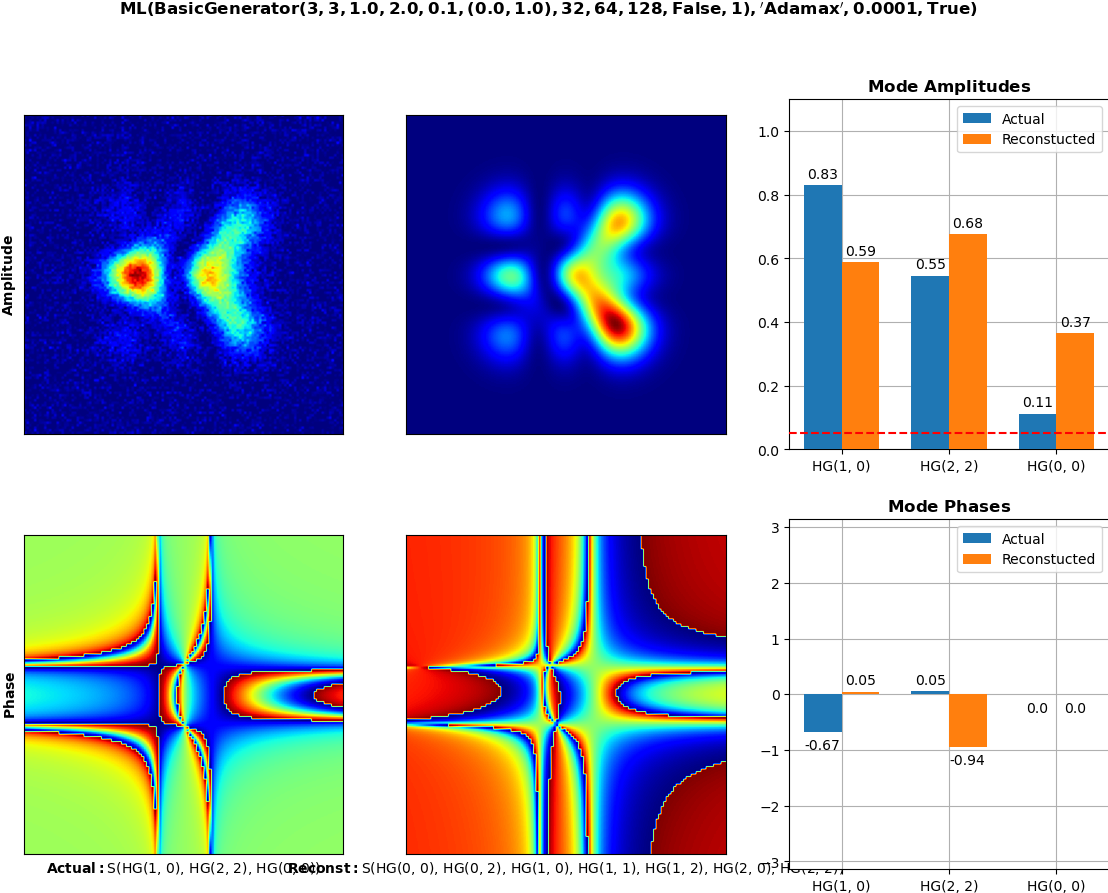 ML(BasicGenerator(3, 3, 1.0, 2.0, 0.1, (0.0, 1.0), 32, 64, 128, False, 1), 'Adamax', 0.0001, True)
Mode Amplitudes
Amplitude
Actual
Reconstucted
1.0
0.8
0.6
0.4
0.2
0.0
0.83
0.59
0.55
0.68
0.11
0.37
HG(1, 0)
HG(2, 2)
HG(0, 0)
Mode Phases
Phase
Actual
Reconstucted
3
2
1
0
−1
−2
−3
-0.67
0.05
0.05
-0.94
0.0
0.0
HG(1, 0)
HG(2, 2)
HG(0, 0)
Actual: S(HG(1, 0), HG(2, 2), HG(0, 0))
Reconst: S(HG(0, 0), HG(0, 2), HG(1, 0), HG(1, 1), HG(1, 2), HG(2, 0), HG(2, 2))